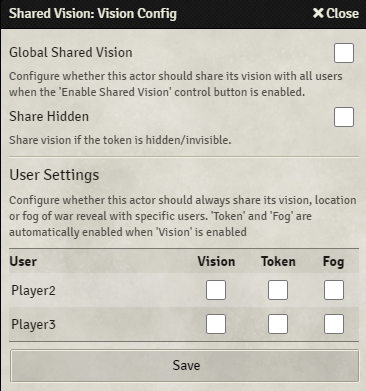 Shared Vision: Vision Config
Close
Global Shared Vision
Configure whether this actor should share its vision with all users
when the 'Enable Shared Vision' control button is enabled.
Share Hidden
Share vision if the token is hidden/invisible.
User Settings
Configure whether this actor should always share its vision, location
or fog of war reveal with specific users. 'Token' and 'Fog' are
automatically enabled when 'Vision' is enabled
User Vision Token Fog
Player2
Player3
Save